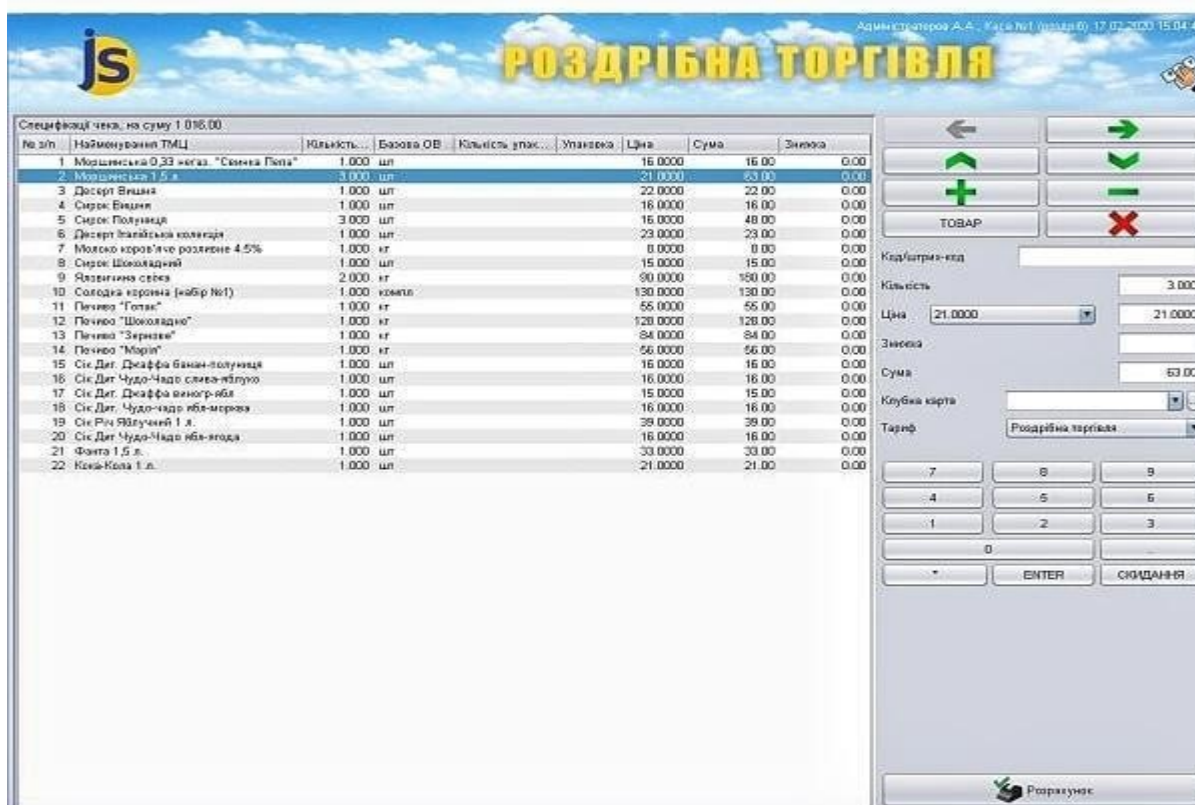 Адміністраторов А.А., Каса №1 (роздріб) 17.02.2020 15:04:
js
РОЗДРІБНА ТОРГІВЛЯ
Специфікації чека, на суму 1 016.00
№ з/п Найменування ТМЦ Кількість... Базова ОВ Кількість упак... Упаковка Ціна Сума Знижка
1 Моршинська 0,33 негаз. "Свинка Пепа" 1.000 шт 16.0000 16.00 0.00
2 Моршинська 1,5 л. 3.000 шт 21.0000 63.00 0.00
3 Десерт Вишня 1.000 шт 22.0000 22.00 0.00
4 Сирок Вишня 1.000 шт 16.0000 16.00 0.00
5 Сирок Полуниця 3.000 шт 16.0000 48.00 0.00
6 Десерт Італійська колекція 1.000 шт 23.0000 23.00 0.00
7 Молоко коров'яче розливне 4.5% 1.000 кг 8.0000 8.00 0.00
8 Сирок Шоколадний 1.000 шт 15.0000 15.00 0.00
9 Яловичина свіжа 2.000 кг 90.0000 180.00 0.00
10 Солодка корзина (набір №1) 1.000 компл 130.0000 130.00 0.00
11 Печиво "Гопак" 1.000 кг 55.0000 55.00 0.00
12 Печиво "Шоколадно" 1.000 кг 128.0000 128.00 0.00
13 Печиво "Зернове" 1.000 кг 84.0000 84.00 0.00
14 Печиво "Марія" 1.000 кг 56.0000 56.00 0.00
15 Сік Дит. Джаффа банан-полуниця 1.000 шт 16.0000 16.00 0.00
16 Сік Дит Чудо-Чадо слива-яблуко 1.000 шт 16.0000 16.00 0.00
17 Сік Дит. Джаффа виногр-ябл 1.000 шт 15.0000 15.00 0.00
18 Сік Дит. Чудо-чадо ябл-морква 1.000 шт 16.0000 16.00 0.00
19 Сік Річ Яблучний 1 л. 1.000 шт 39.0000 39.00 0.00
20 Сік Дит Чудо-Чадо ябл-ягода 1.000 шт 16.0000 16.00 0.00
21 Фанта 1,5 л. 1.000 шт 33.0000 33.00 0.00
22 Кока-Кола 1 л. 1.000 шт 21.0000 21.00 0.00
ТОВАР
Код/штрих-код
Кількість 3.000
Ціна 21.0000 21.0000
Знижка
Сума 63.00
Клубна карта
Тариф Роздрібна торгівля
7 8 9
4 5 6
1 2 3
0 .
* ENTER СКИДАННЯ
Розрахунок